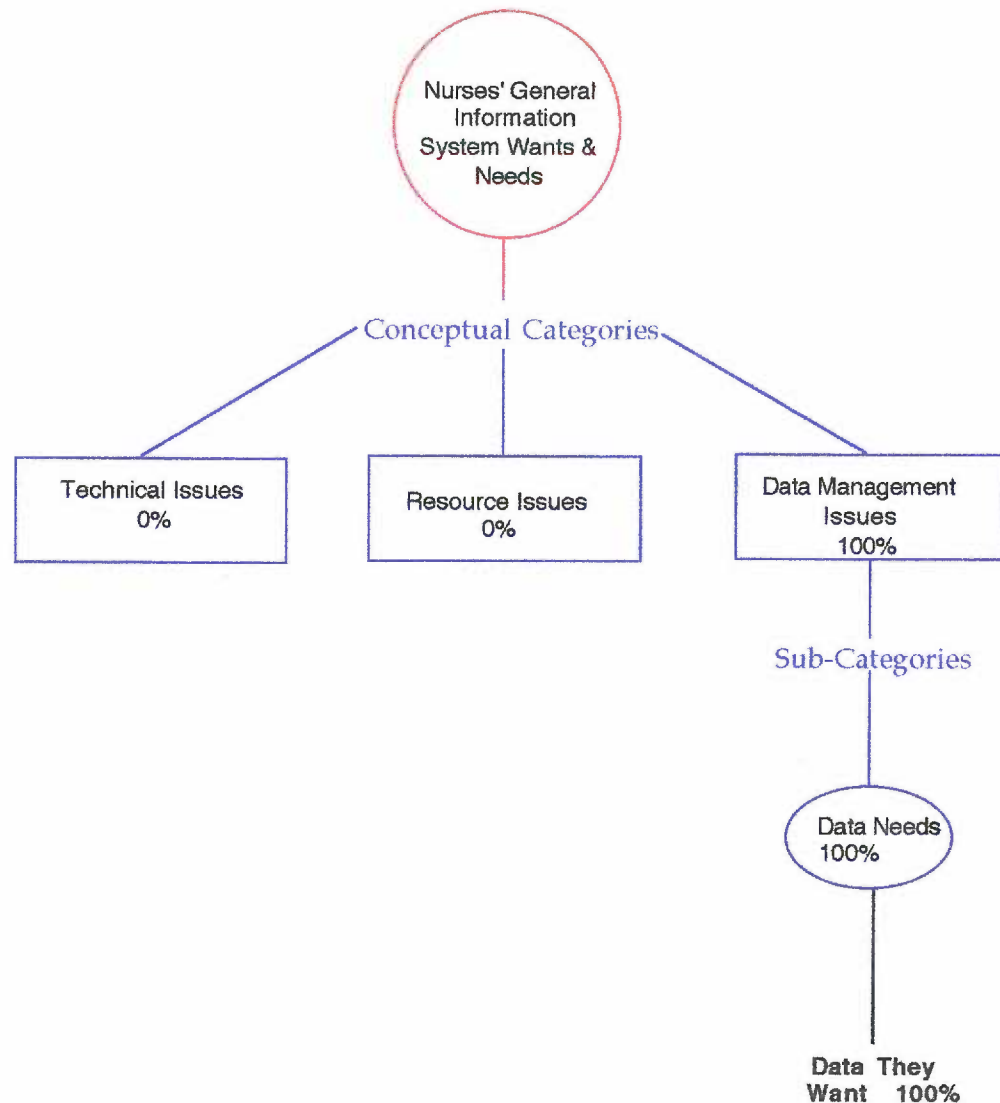 Nurses' General
Information
System Wants &
Needs
Conceptual Categories
Technical Issues
0%
Resource Issues
0%
Data Management
Issues
100%
Sub-Categories
Data Needs
100%
Data They
Want 100%